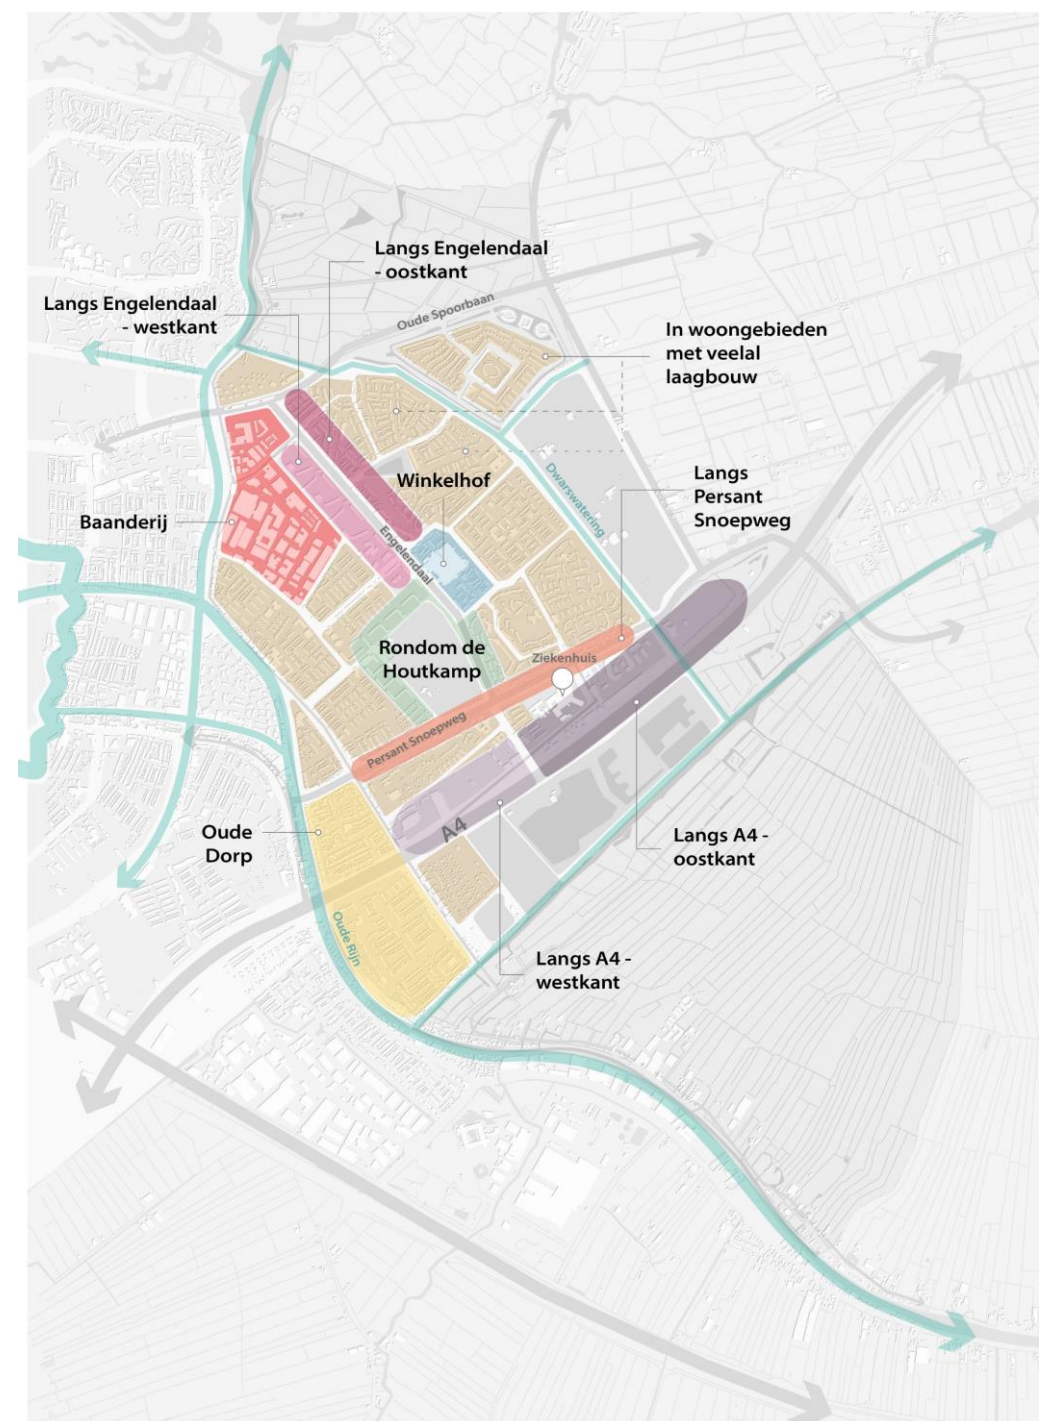 Langs Engelendaal
- oostkant
Langs Engelendaal
- westkant
Oude Spoorbaan
In woongebieden
met veelal
laagbouw
Winkelhof
Langs
Persant
Snoepweg
Dwarswatering
Baanderij
Engelendaal
Rondom de
Houtkamp
Ziekenhuis
Persant Snoepweg
Oude
Dorp
A4
Langs A4 -
oostkant
Oude Rijn
Langs A4 -
westkant